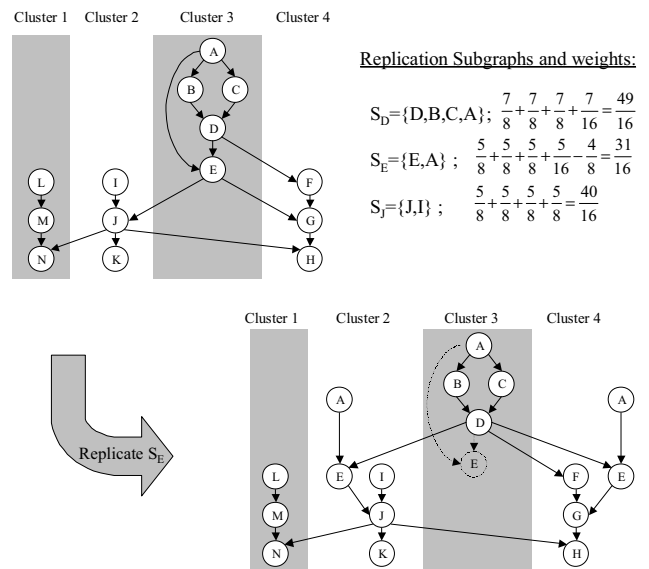 Cluster 1 Cluster 2 Cluster 3 Cluster 4
A
B C
D
E
L I F
M J G
N K H
Replication Subgraphs and weights:
S_D={D,B,C,A}; 7/8+7/8+7/8+7/16=49/16
S_E={E,A} ; 5/8+5/8+5/8+5/16−4/8=31/16
S_J={J,I} ; 5/8+5/8+5/8+5/8=40/16
Replicate S_E
Cluster 1 Cluster 2 Cluster 3 Cluster 4
A
B C
A A
D
E
L E I F E
M J G
N K H